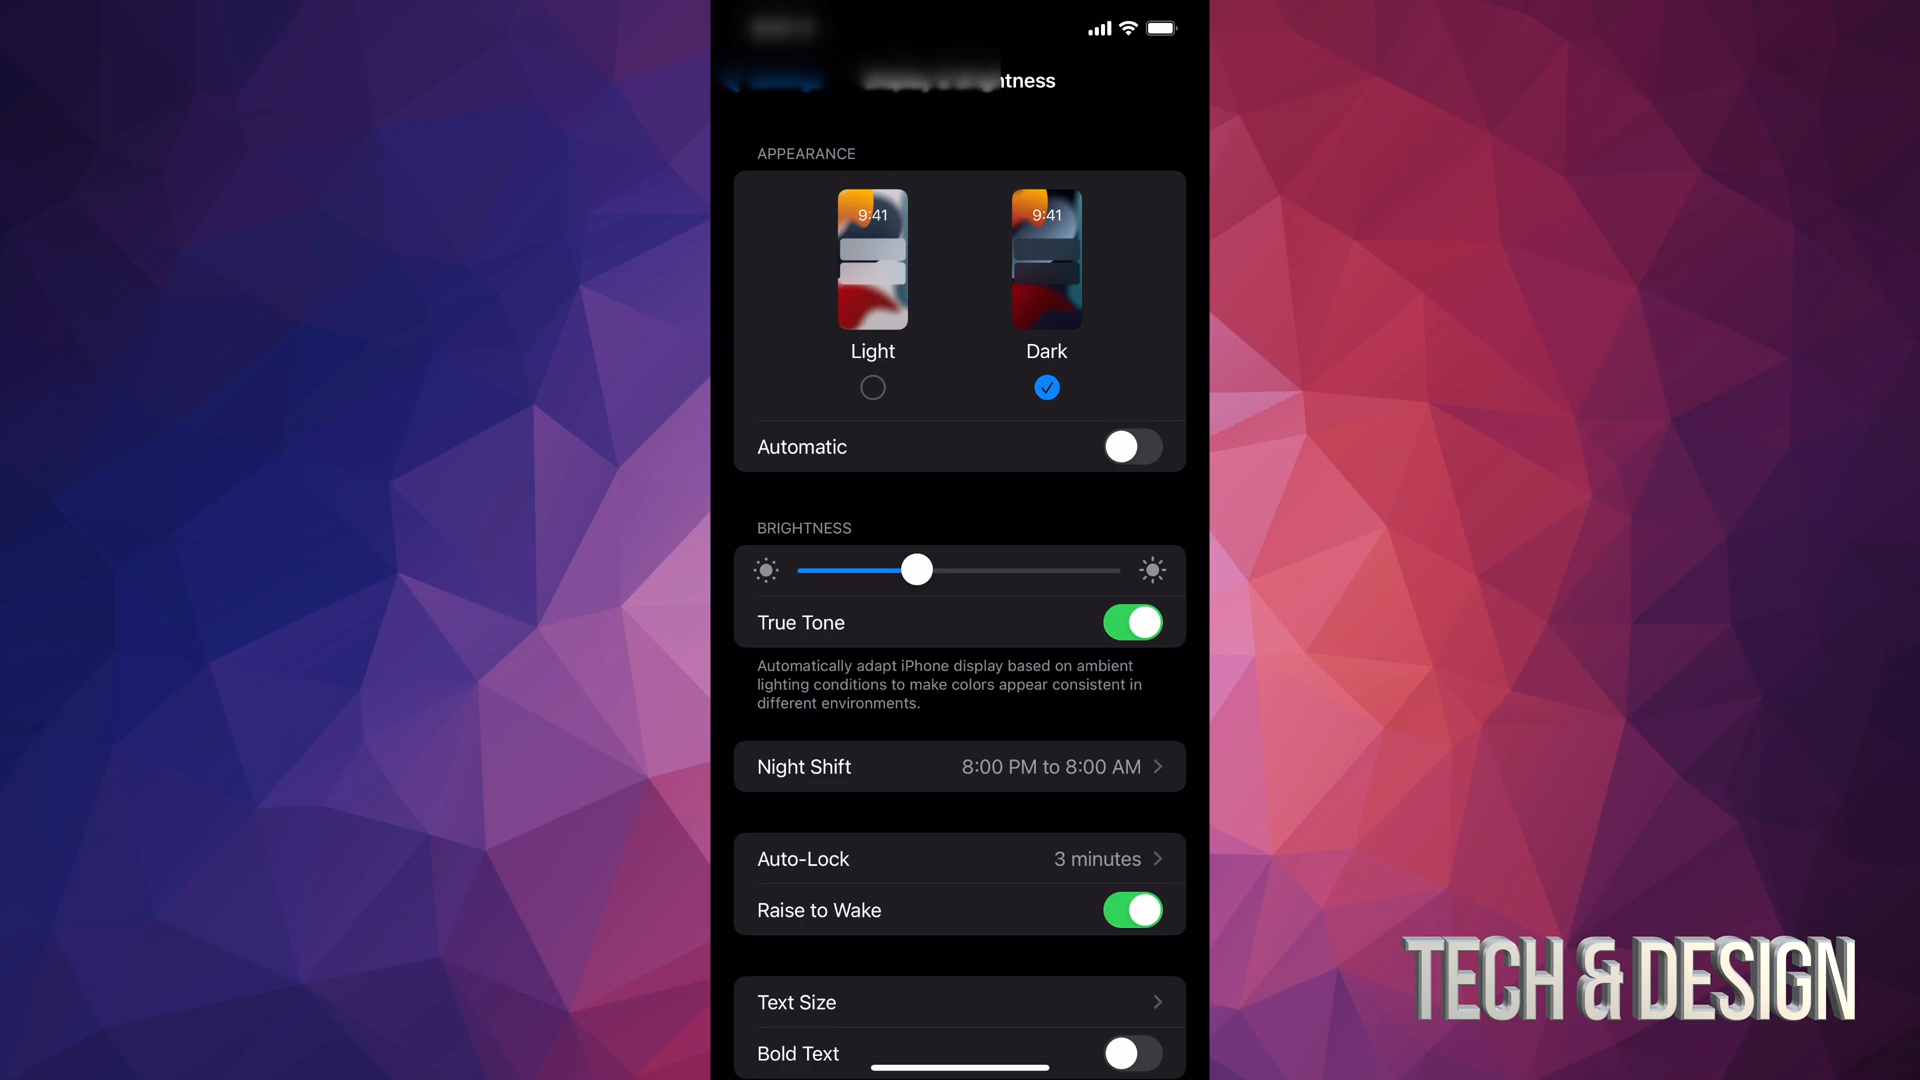 ntness
APPEARANCE
9:41
9:41
Light
Dark
Automatic
BRIGHTNESS
True Tone
Automatically adapt iPhone display based on ambient
lighting conditions to make colors appear consistent in
different environments.
Night Shift
8:00 PM to 8:00 AM
Auto-Lock
3 minutes
Raise to Wake
Text Size
Bold Text
TECH & DESIGN